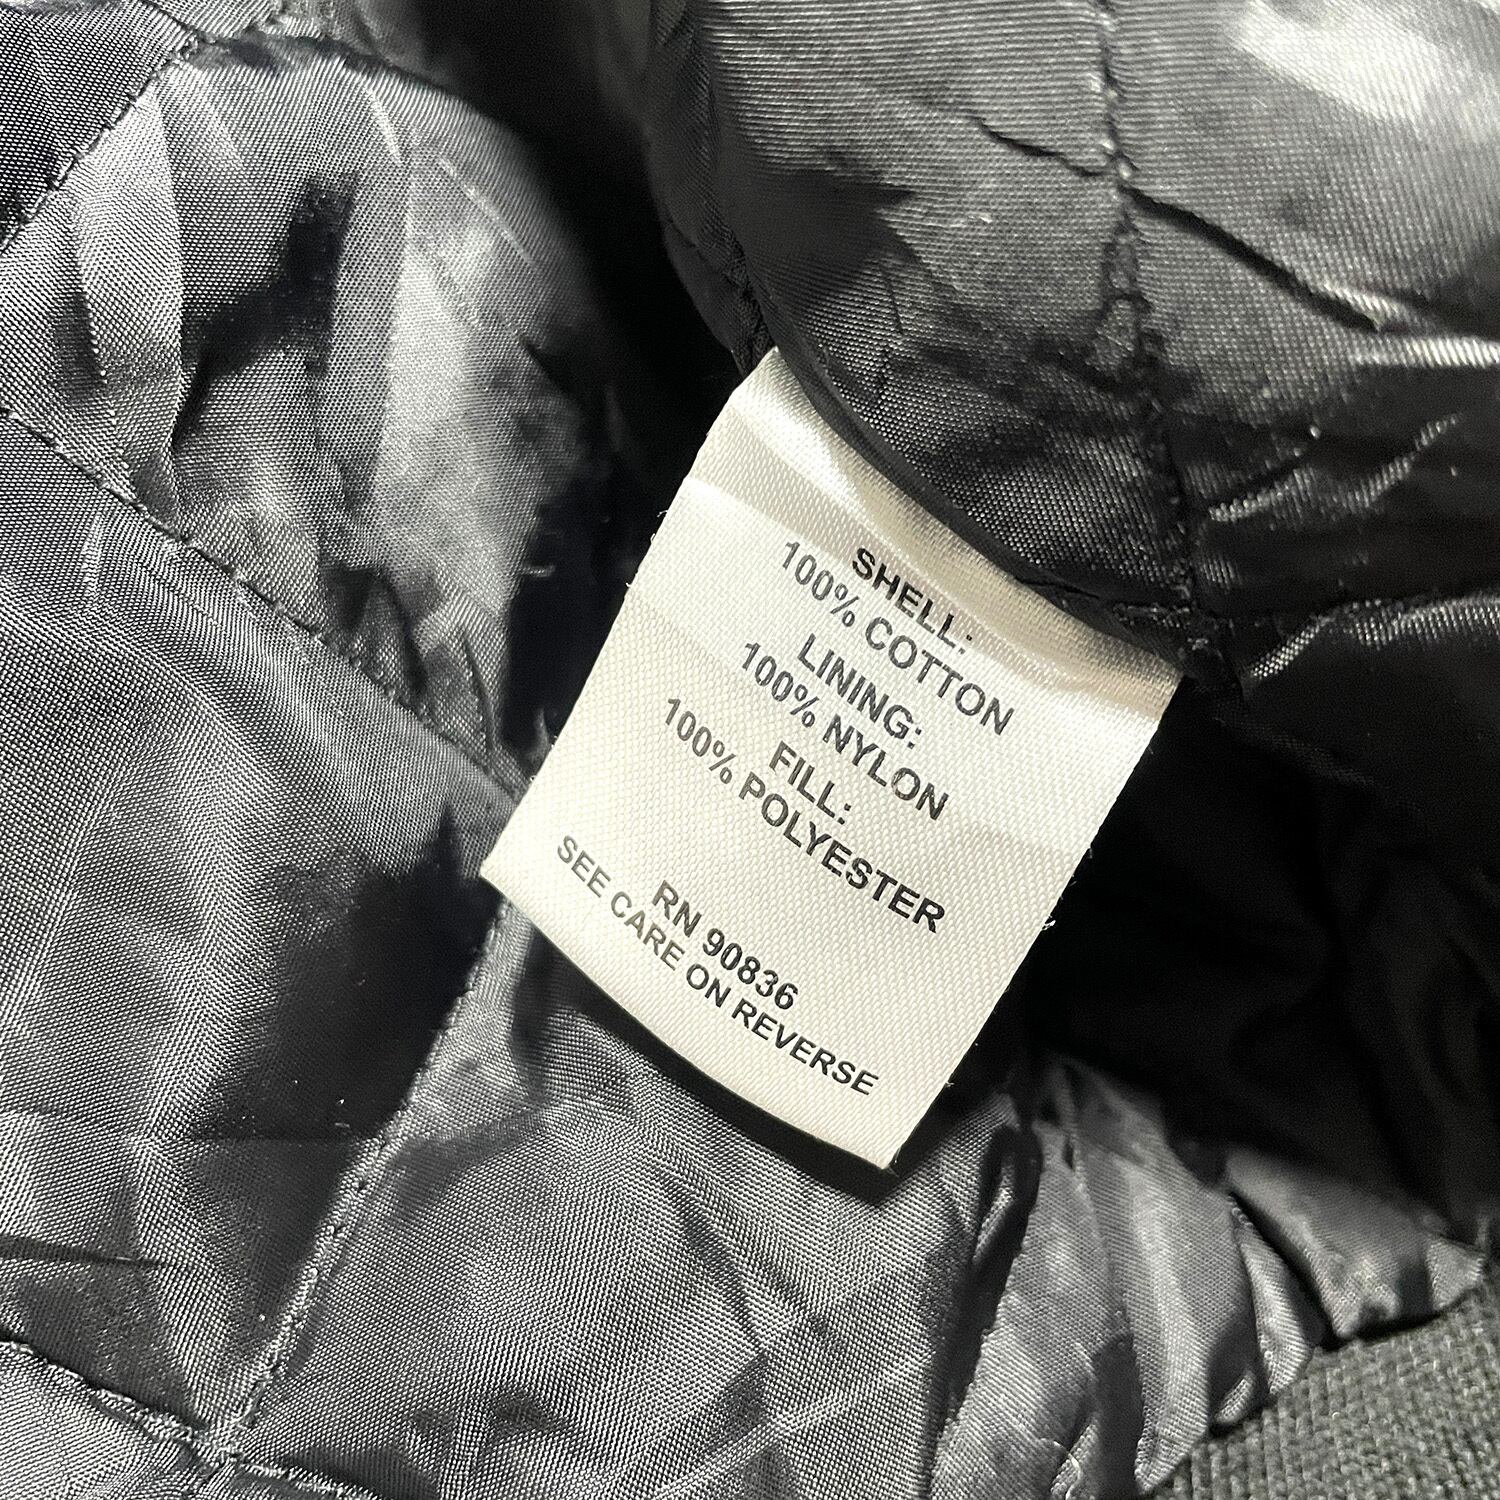 SHELL:
100% COTTON
LINING:
100% NYLON
FILL:
100% POLYESTER
RN 90836
SEE CARE ON REVERSE